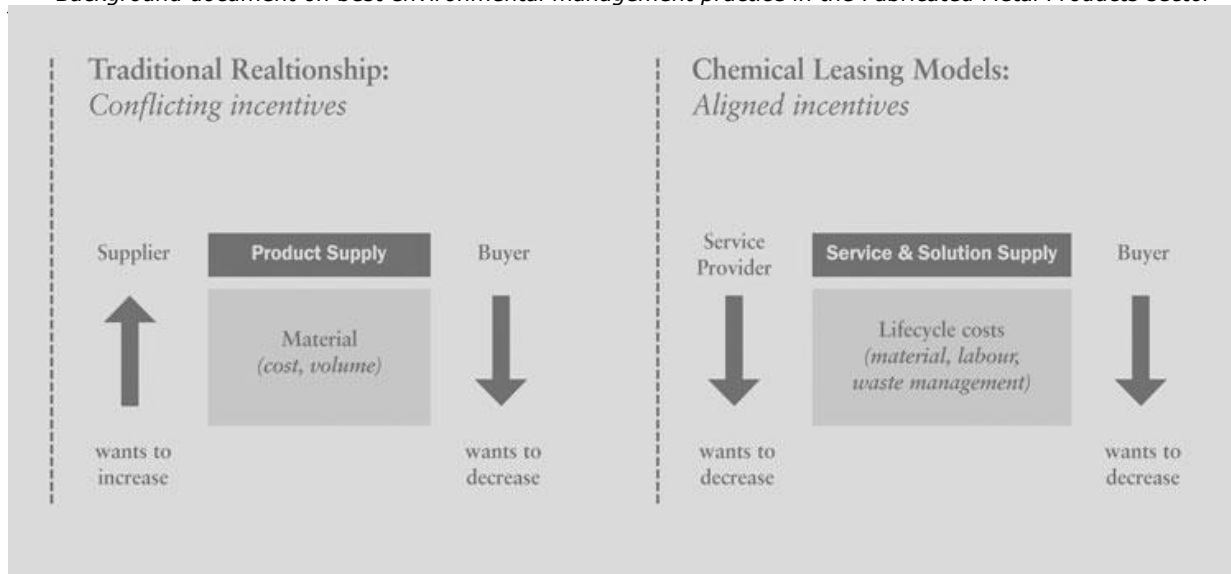 Background document on best environmental management practice in the Fabricated Metal Products sector
Traditional Realtionship:
Conflicting incentives
Supplier
Product Supply
Buyer
Material
(cost, volume)
wants to
increase
wants to
decrease
Chemical Leasing Models:
Aligned incentives
Service
Provider
Service & Solution Supply
Buyer
Lifecycle costs
(material, labour,
waste management)
wants to
decrease
wants to
decrease